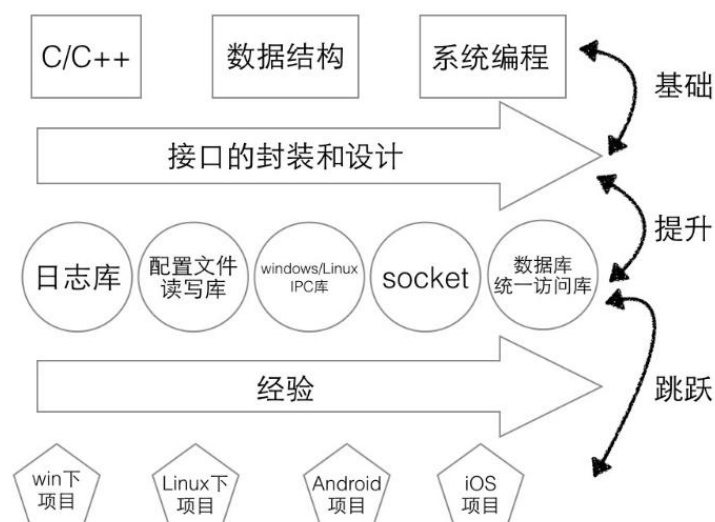 C/C++
数据结构
系统编程
基础
接口的封装和设计
提升
日志库
配置文件
读写库
windows/Linux
IPC库
socket
数据库
统一访问库
经验
跳跃
win下
项目
Linux下
项目
Android
项目
iOS
项目